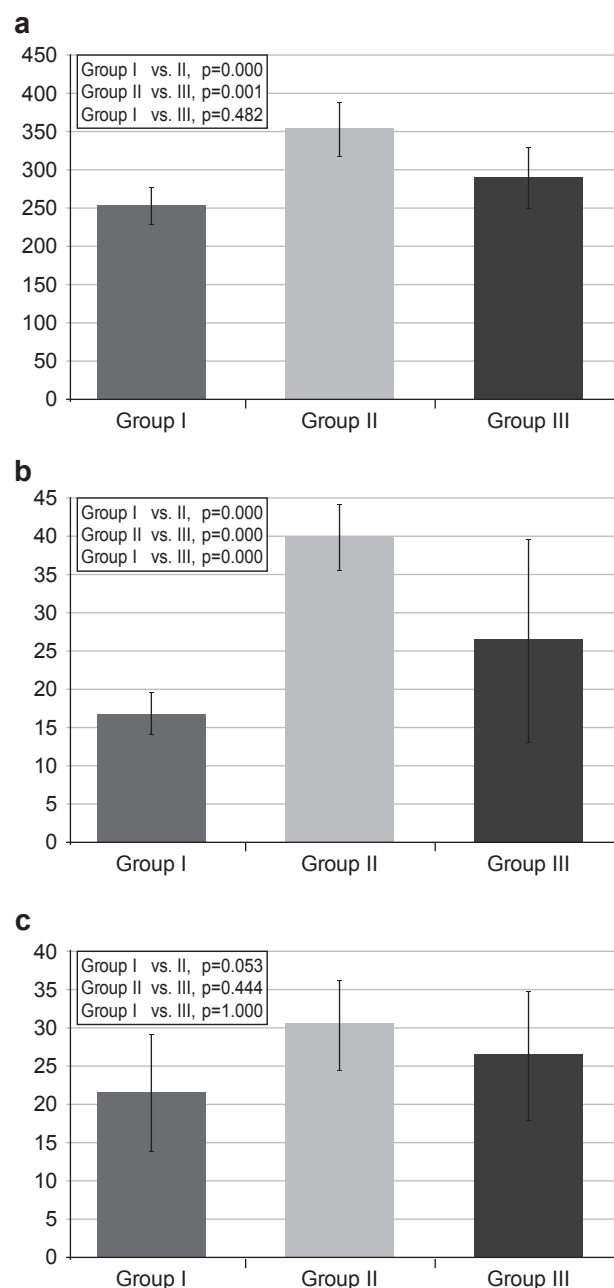 a
450
400
350
300
250
200
150
100
50
0
Group I vs. II, p=0.000
Group II vs. III, p=0.001
Group I vs. III, p=0.482
Group I Group II Group III
b
45
40
35
30
25
20
15
10
5
0
Group I vs. II, p=0.000
Group II vs. III, p=0.000
Group I vs. III, p=0.000
Group I Group II Group III
c
40
35
30
25
20
15
10
5
0
Group I vs. II, p=0.053
Group II vs. III, p=0.444
Group I vs. III, p=1.000
Group I Group II Group III